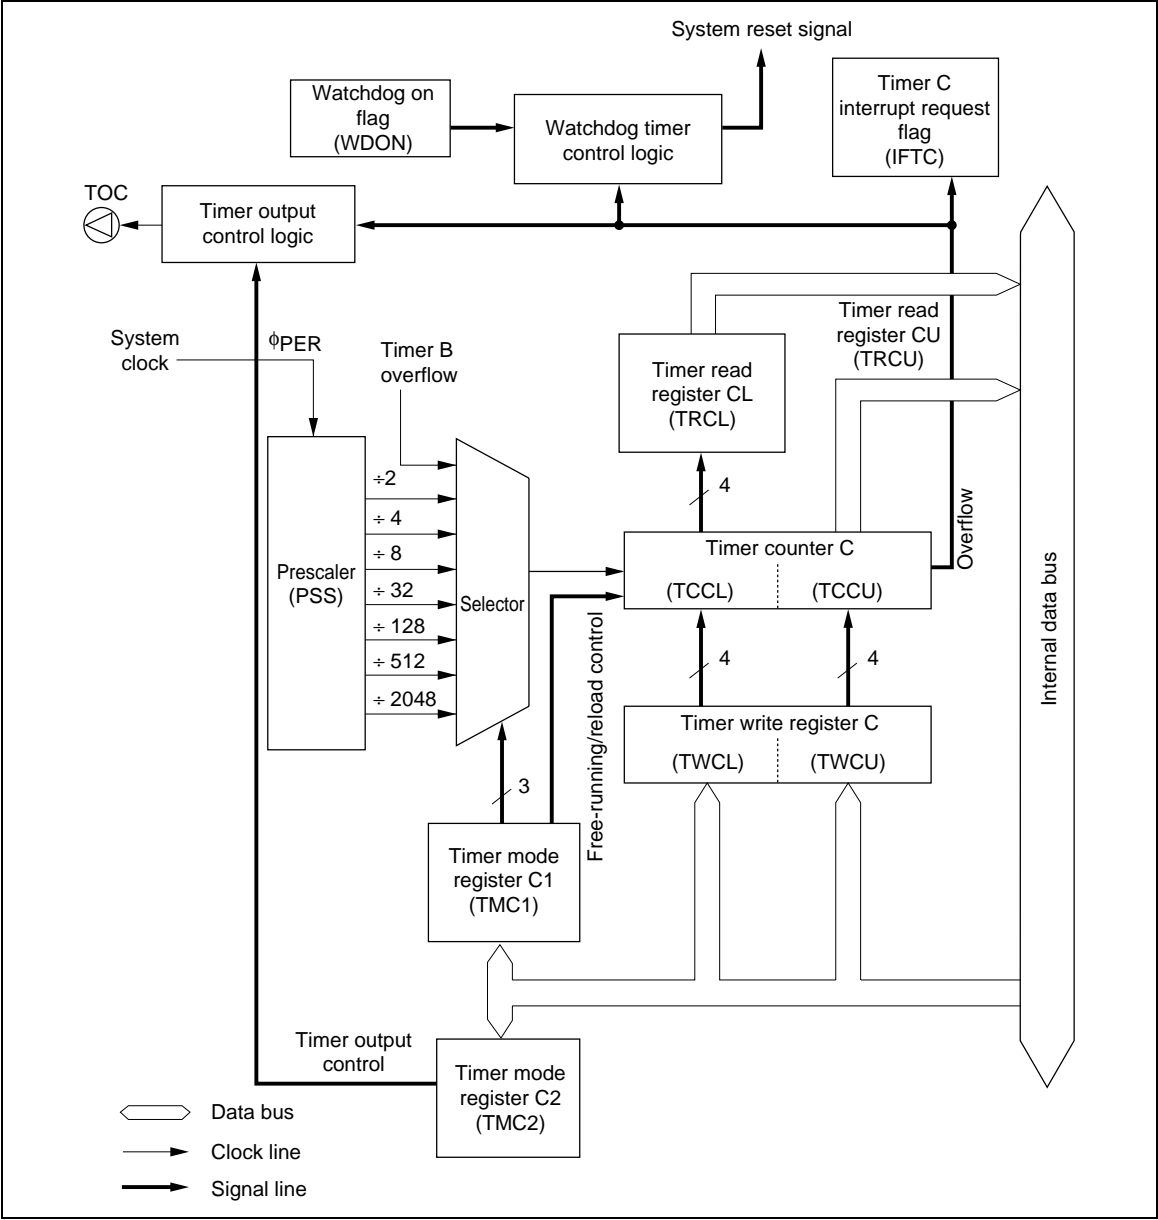 System reset signal
Watchdog on
flag
(WDON)
Watchdog timer
control logic
Timer C
interrupt request
flag
(IFTC)
TOC
Timer output
control logic
System
clock
ϕPER
Timer B
overflow
Timer read
register CL
(TRCL)
Timer read
register CU
(TRCU)
÷2
÷ 4
÷ 8
÷ 32
÷ 128
÷ 512
÷ 2048
Prescaler
(PSS)
Selector
4
Timer counter C
(TCCL)
(TCCU)
Overflow
Internal data bus
Free-running/reload control
4
4
Timer write register C
(TWCL)
(TWCU)
3
Timer mode
register C1
(TMC1)
Timer output
control
Timer mode
register C2
(TMC2)
Data bus
Clock line
Signal line